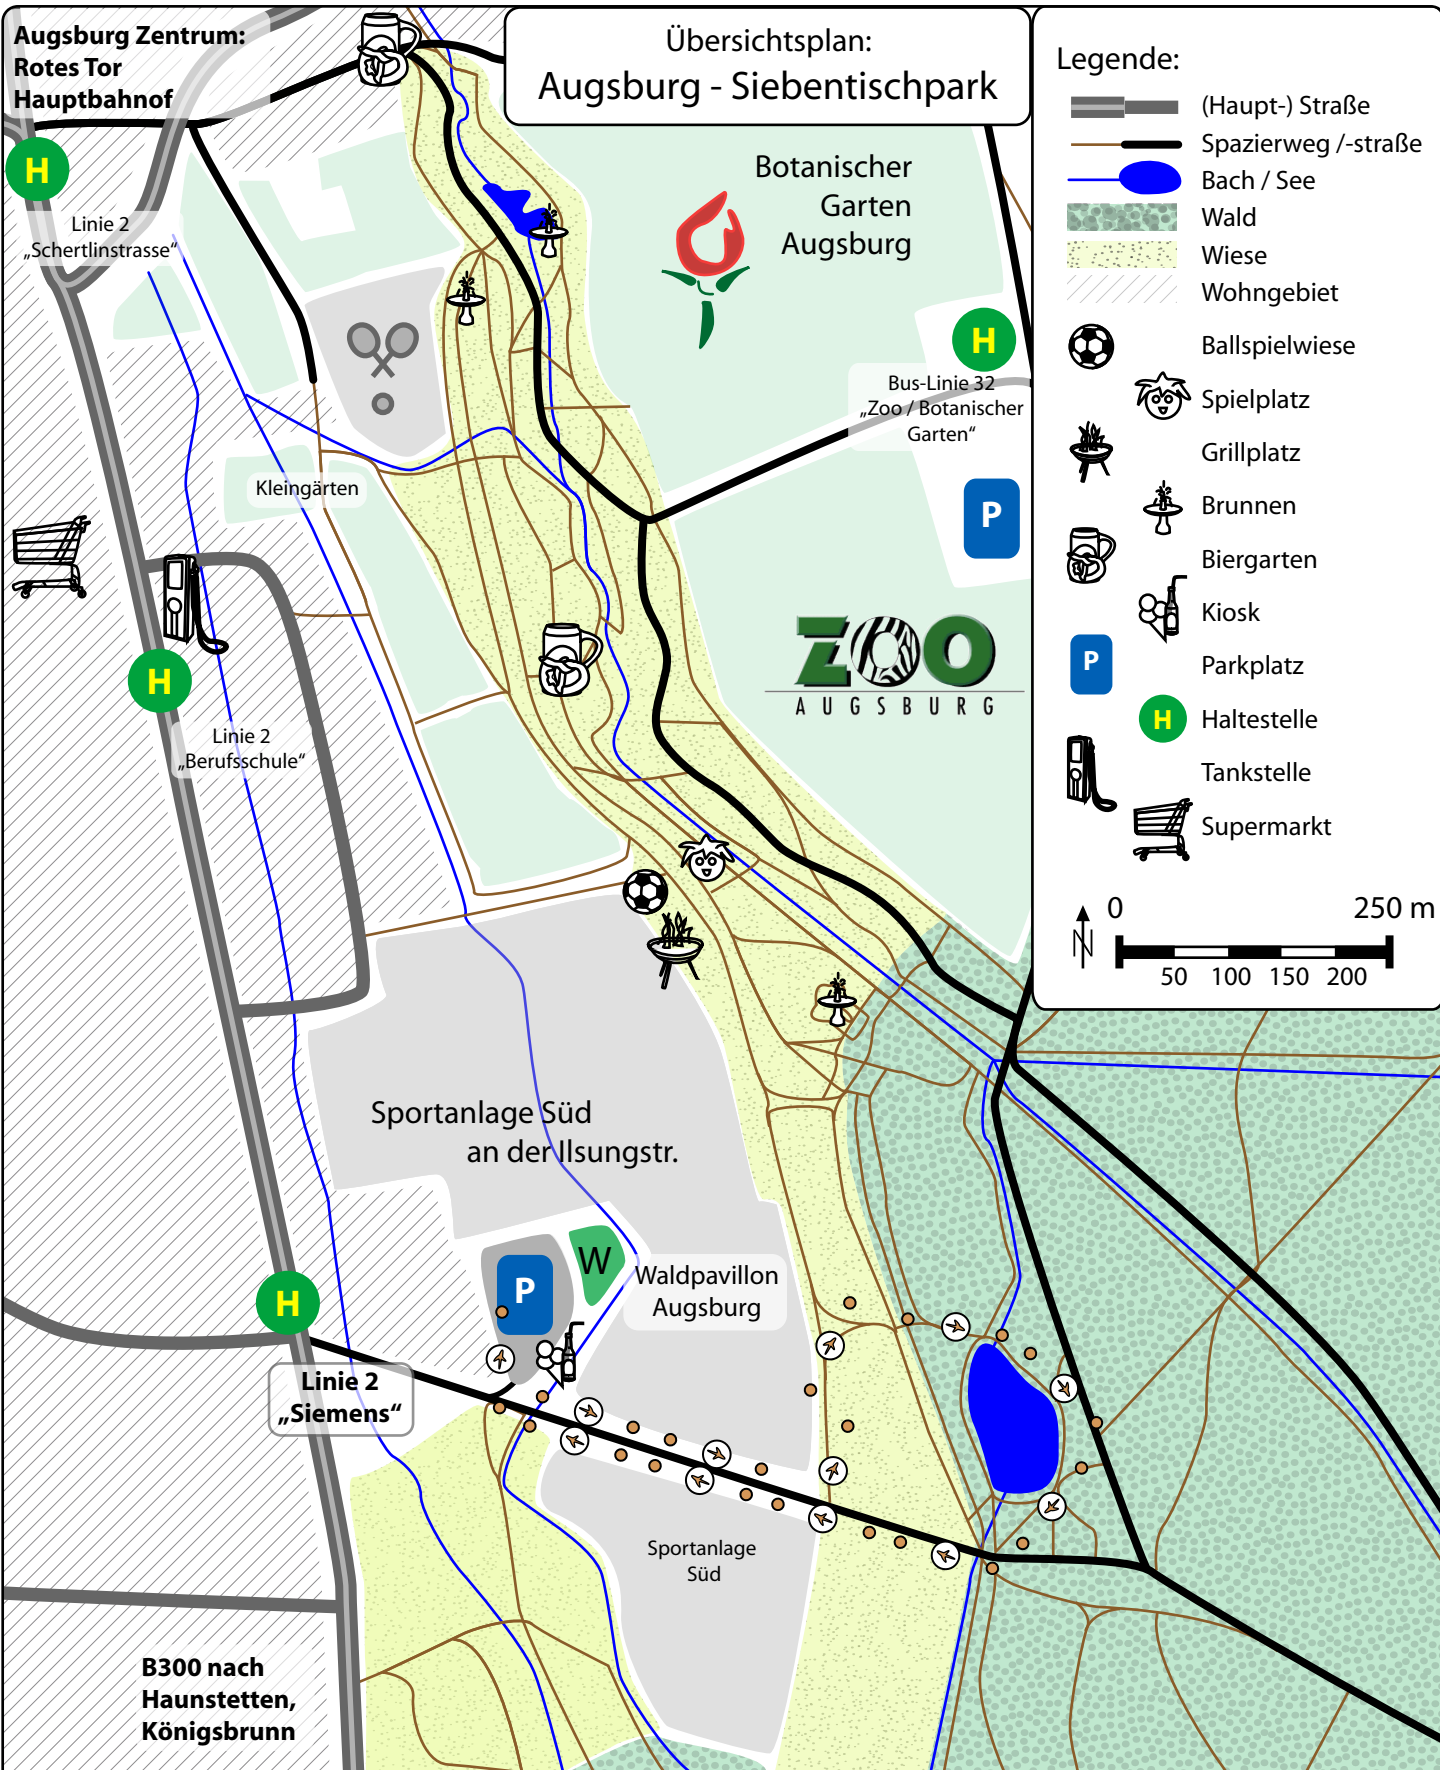 Augsburg Zentrum:
Rotes Tor
Hauptbahnof
Übersichtsplan:
Augsburg - Siebentischpark
H
Linie 2
„Schertlinstrasse“
Botanischer
Garten
Augsburg
H
Bus-Linie 32
„Zoo / Botanischer
Garten“
Kleingärten
P
ZOO
AUGSBURG
H
Linie 2
„Berufsschule“
Sportanlage Süd
an der Ilsungstr.
P
W
Waldpavillon
Augsburg
H
Linie 2
„Siemens“
Sportanlage
Süd
B300 nach
Haunstetten,
Königsbrunn
Legende:
(Haupt-) Straße
Spazierweg /-straße
Bach / See
Wald
Wiese
Wohngebiet
Ballspielwiese
Spielplatz
Grillplatz
Brunnen
Biergarten
Kiosk
P Parkplatz
H Haltestelle
Tankstelle
Supermarkt
N
0 250 m
50 100 150 200